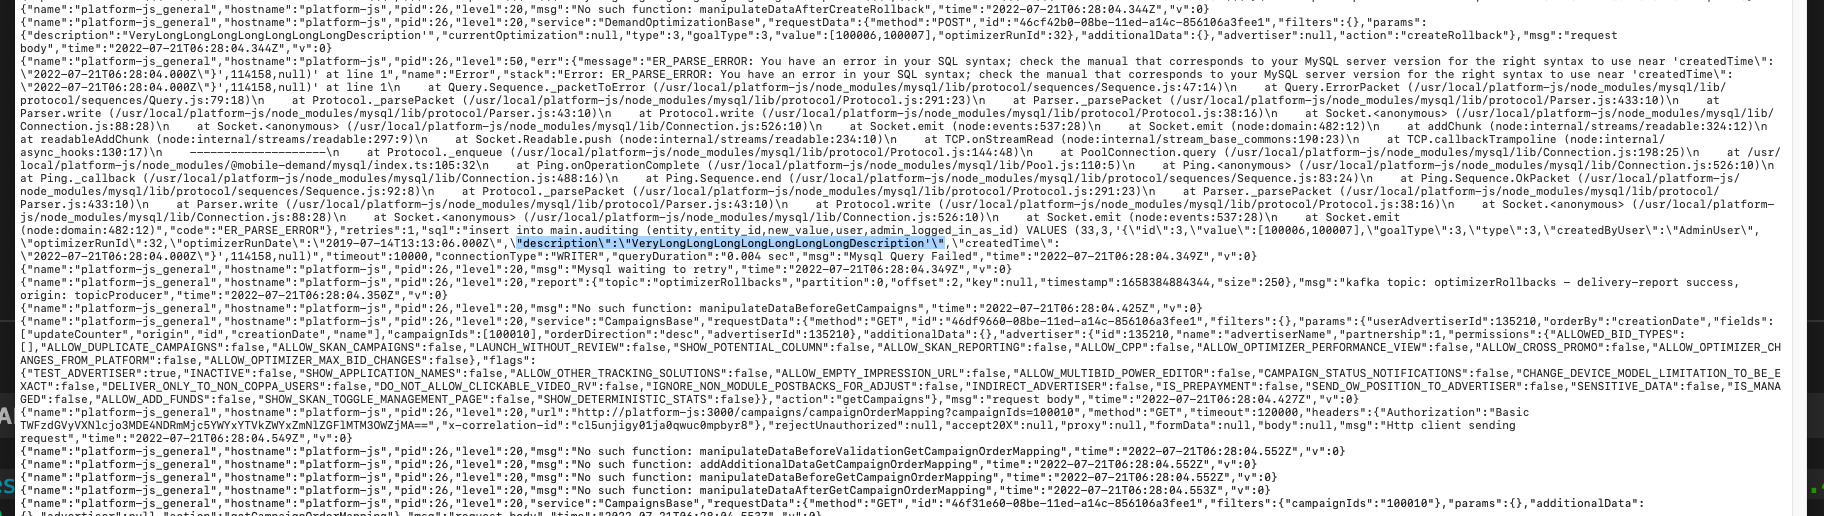 {"name":"platform-js_general","hostname":"platform-js","pid":26,"level":20,"msg":"No such function: manipulateDataAfterCreateRollback","time":"2022-07-21T06:28:04.344Z","v":0}
{"name":"platform-js_general","hostname":"platform-js","pid":26,"level":20,"service":"DemandOptimizationBase","requestData":{"method":"POST","id":"46cf42b0-08be-11ed-a14c-856106a3fee1","filters":{},"params":
{"description":"VeryLongLongLongLongLongLongLongDescription'","currentOptimization":null,"type":3,"goalType":3,"value":[100006,100007],"optimizerRunId":32},"additionalData":{},"advertiser":null,"action":"createRollback"},"msg":"request
body","time":"2022-07-21T06:28:04.344Z","v":0}
{"name":"platform-js_general","hostname":"platform-js","pid":26,"level":50,"err":{"message":"ER_PARSE_ERROR: You have an error in your SQL syntax; check the manual that corresponds to your MySQL server version for the right syntax to use near 'createdTime\":
\"2022-07-21T06:28:04.000Z\"}',114158,null)' at line 1","name":"Error","stack":"Error: ER_PARSE_ERROR: You have an error in your SQL syntax; check the manual that corresponds to your MySQL server version for the right syntax to use near 'createdTime\":
\"2022-07-21T06:28:04.000Z\"}',114158,null)' at line 1\n    at Query.Sequence._packetToError (/usr/local/platform-js/node_modules/mysql/lib/protocol/sequences/Sequence.js:47:14)\n    at Query.ErrorPacket (/usr/local/platform-js/node_modules/mysql/lib/
protocol/sequences/Query.js:79:18)\n    at Protocol._parsePacket (/usr/local/platform-js/node_modules/mysql/lib/protocol/Protocol.js:291:23)\n    at Parser._parsePacket (/usr/local/platform-js/node_modules/mysql/lib/protocol/Parser.js:433:10)\n    at
Parser.write (/usr/local/platform-js/node_modules/mysql/lib/protocol/Parser.js:43:10)\n    at Protocol.write (/usr/local/platform-js/node_modules/mysql/lib/protocol/Protocol.js:38:16)\n    at Socket.<anonymous> (/usr/local/platform-js/node_modules/mysql/lib/
Connection.js:88:28)\n    at Socket.<anonymous> (/usr/local/platform-js/node_modules/mysql/lib/Connection.js:526:10)\n    at Socket.emit (node:events:537:28)\n    at Socket.emit (node:domain:482:12)\n    at addChunk (node:internal/streams/readable:324:12)\n
at readableAddChunk (node:internal/streams/readable:297:9)\n    at Socket.Readable.push (node:internal/streams/readable:234:10)\n    at TCP.onStreamRead (node:internal/stream_base_commons:190:23)\n    at TCP.callbackTrampoline (node:internal/
async_hooks:130:17)\n    --------------------\n    at Protocol._enqueue (/usr/local/platform-js/node_modules/mysql/lib/protocol/Protocol.js:144:48)\n    at PoolConnection.query (/usr/local/platform-js/node_modules/mysql/lib/Connection.js:198:25)\n    at /usr/
local/platform-js/node_modules/@mobile-demand/mysql/index.ts:105:32\n    at Ping.onOperationComplete (/usr/local/platform-js/node_modules/mysql/lib/Pool.js:110:5)\n    at Ping.<anonymous> (/usr/local/platform-js/node_modules/mysql/lib/Connection.js:526:10)\n
at Ping._callback (/usr/local/platform-js/node_modules/mysql/lib/Connection.js:488:16)\n    at Ping.Sequence.end (/usr/local/platform-js/node_modules/mysql/lib/protocol/sequences/Sequence.js:83:24)\n    at Ping.Sequence.OkPacket (/usr/local/platform-js/
node_modules/mysql/lib/protocol/sequences/Sequence.js:92:8)\n    at Protocol._parsePacket (/usr/local/platform-js/node_modules/mysql/lib/protocol/Protocol.js:291:23)\n    at Parser._parsePacket (/usr/local/platform-js/node_modules/mysql/lib/protocol/
Parser.js:433:10)\n    at Parser.write (/usr/local/platform-js/node_modules/mysql/lib/protocol/Parser.js:43:10)\n    at Protocol.write (/usr/local/platform-js/node_modules/mysql/lib/protocol/Protocol.js:38:16)\n    at Socket.<anonymous> (/usr/local/platform-
js/node_modules/mysql/lib/Connection.js:88:28)\n    at Socket.<anonymous> (/usr/local/platform-js/node_modules/mysql/lib/Connection.js:526:10)\n    at Socket.emit (node:events:537:28)\n    at Socket.emit
(node:domain:482:12)","code":"ER_PARSE_ERROR"},"retries":1,"sql":"insert into main.auditing (entity,entity_id,new_value,user,admin_logged_in_as_id) VALUES (33,3,'{\"id\":3,\"value\":[100006,100007],\"goalType\":3,\"type\":3,\"createdByUser\":\"AdminUser\",
\"optimizerRunId\":32,\"optimizerRunDate\":\"2019-07-14T13:13:06.000Z\",\"description\":\"VeryLongLongLongLongLongLongLongDescription'\",\"createdTime\":
\"2022-07-21T06:28:04.000Z\"}',114158,null)","timeout":10000,"connectionType":"WRITER","queryDuration":"0.004 sec","msg":"Mysql Query Failed","time":"2022-07-21T06:28:04.349Z","v":0}
{"name":"platform-js_general","hostname":"platform-js","pid":26,"level":20,"msg":"Mysql waiting to retry","time":"2022-07-21T06:28:04.349Z","v":0}
{"name":"platform-js_general","hostname":"platform-js","pid":26,"level":20,"report":{"topic":"optimizerRollbacks","partition":0,"offset":2,"key":null,"timestamp":1658384884344,"size":250},"msg":"kafka topic: optimizerRollbacks - delivery-report success,
origin: topicProducer","time":"2022-07-21T06:28:04.350Z","v":0}
{"name":"platform-js_general","hostname":"platform-js","pid":26,"level":20,"msg":"No such function: manipulateDataBeforeGetCampaigns","time":"2022-07-21T06:28:04.425Z","v":0}
{"name":"platform-js_general","hostname":"platform-js","pid":26,"level":20,"service":"CampaignsBase","requestData":{"method":"GET","id":"46df9660-08be-11ed-a14c-856106a3fee1","filters":{},"params":{"userAdvertiserId":135210,"orderBy":"creationDate","fields":
["updateCounter","origin","id","creationDate","name"],"campaignIds":[100010],"orderDirection":"desc","advertiserId":135210},"additionalData":{},"advertiser":{"id":135210,"name":"advertiserName","partnership":1,"permissions":{"ALLOWED_BID_TYPES":
[],"ALLOW_DUPLICATE_CAMPAIGNS":false,"ALLOW_SKAN_CAMPAIGNS":false,"LAUNCH_WITHOUT_REVIEW":false,"SHOW_POTENTIAL_COLUMN":false,"ALLOW_SKAN_REPORTING":false,"ALLOW_CPP":false,"ALLOW_OPTIMIZER_PERFORMANCE_VIEW":false,"ALLOW_CROSS_PROMO":false,"ALLOW_OPTIMIZER_CH
ANGES_FROM_PLATFORM":false,"ALLOW_OPTIMIZER_MAX_BID_CHANGES":false},"flags":
{"TEST_ADVERTISER":true,"INACTIVE":false,"SHOW_APPLICATION_NAMES":false,"ALLOW_OTHER_TRACKING_SOLUTIONS":false,"ALLOW_EMPTY_IMPRESSION_URL":false,"ALLOW_MULTIBID_POWER_EDITOR":false,"CAMPAIGN_STATUS_NOTIFICATIONS":false,"CHANGE_DEVICE_MODEL_LIMITATION_TO_BE_E
XACT":false,"DELIVER_ONLY_TO_NON_COPPA_USERS":false,"DO_NOT_ALLOW_CLICKABLE_VIDEO_RV":false,"IGNORE_NON_MODULE_POSTBACKS_FOR_ADJUST":false,"INDIRECT_ADVERTISER":false,"IS_PREPAYMENT":false,"SEND_OW_POSITION_TO_ADVERTISER":false,"SENSITIVE_DATA":false,"IS_MANA
GED":false,"ALLOW_ADD_FUNDS":false,"SHOW_SKAN_TOGGLE_MANAGEMENT_PAGE":false,"SHOW_DETERMINISTIC_STATS":false}},"action":"getCampaigns"},"msg":"request body","time":"2022-07-21T06:28:04.427Z","v":0}
{"name":"platform-js_general","hostname":"platform-js","pid":26,"level":20,"url":"http://platform-js:3000/campaigns/campaignOrderMapping?campaignIds=100010","method":"GET","timeout":120000,"headers":{"Authorization":"Basic
TWFzdGVyVXNlcjo3MDE4NDRmMjc5YWYxYTVkZWYxZmNlZGFlMTM3OWZjMA==","x-correlation-id":"cl5unjigy01ja0qwuc0mpbyr8"},"rejectUnauthorized":null,"accept20X":null,"proxy":null,"formData":null,"body":null,"msg":"Http client sending
request","time":"2022-07-21T06:28:04.549Z","v":0}
{"name":"platform-js_general","hostname":"platform-js","pid":26,"level":20,"msg":"No such function: manipulateDataBeforeValidationGetCampaignOrderMapping","time":"2022-07-21T06:28:04.552Z","v":0}
{"name":"platform-js_general","hostname":"platform-js","pid":26,"level":20,"msg":"No such function: addAdditionalDataGetCampaignOrderMapping","time":"2022-07-21T06:28:04.552Z","v":0}
{"name":"platform-js_general","hostname":"platform-js","pid":26,"level":20,"msg":"No such function: manipulateDataBeforeGetCampaignOrderMapping","time":"2022-07-21T06:28:04.552Z","v":0}
{"name":"platform-js_general","hostname":"platform-js","pid":26,"level":20,"msg":"No such function: manipulateDataAfterGetCampaignOrderMapping","time":"2022-07-21T06:28:04.553Z","v":0}
{"name":"platform-js_general","hostname":"platform-js","pid":26,"level":20,"service":"CampaignsBase","requestData":{"method":"GET","id":"46f31e60-08be-11ed-a14c-856106a3fee1","filters":{"campaignIds":"100010"},"params":{},"additionalData":